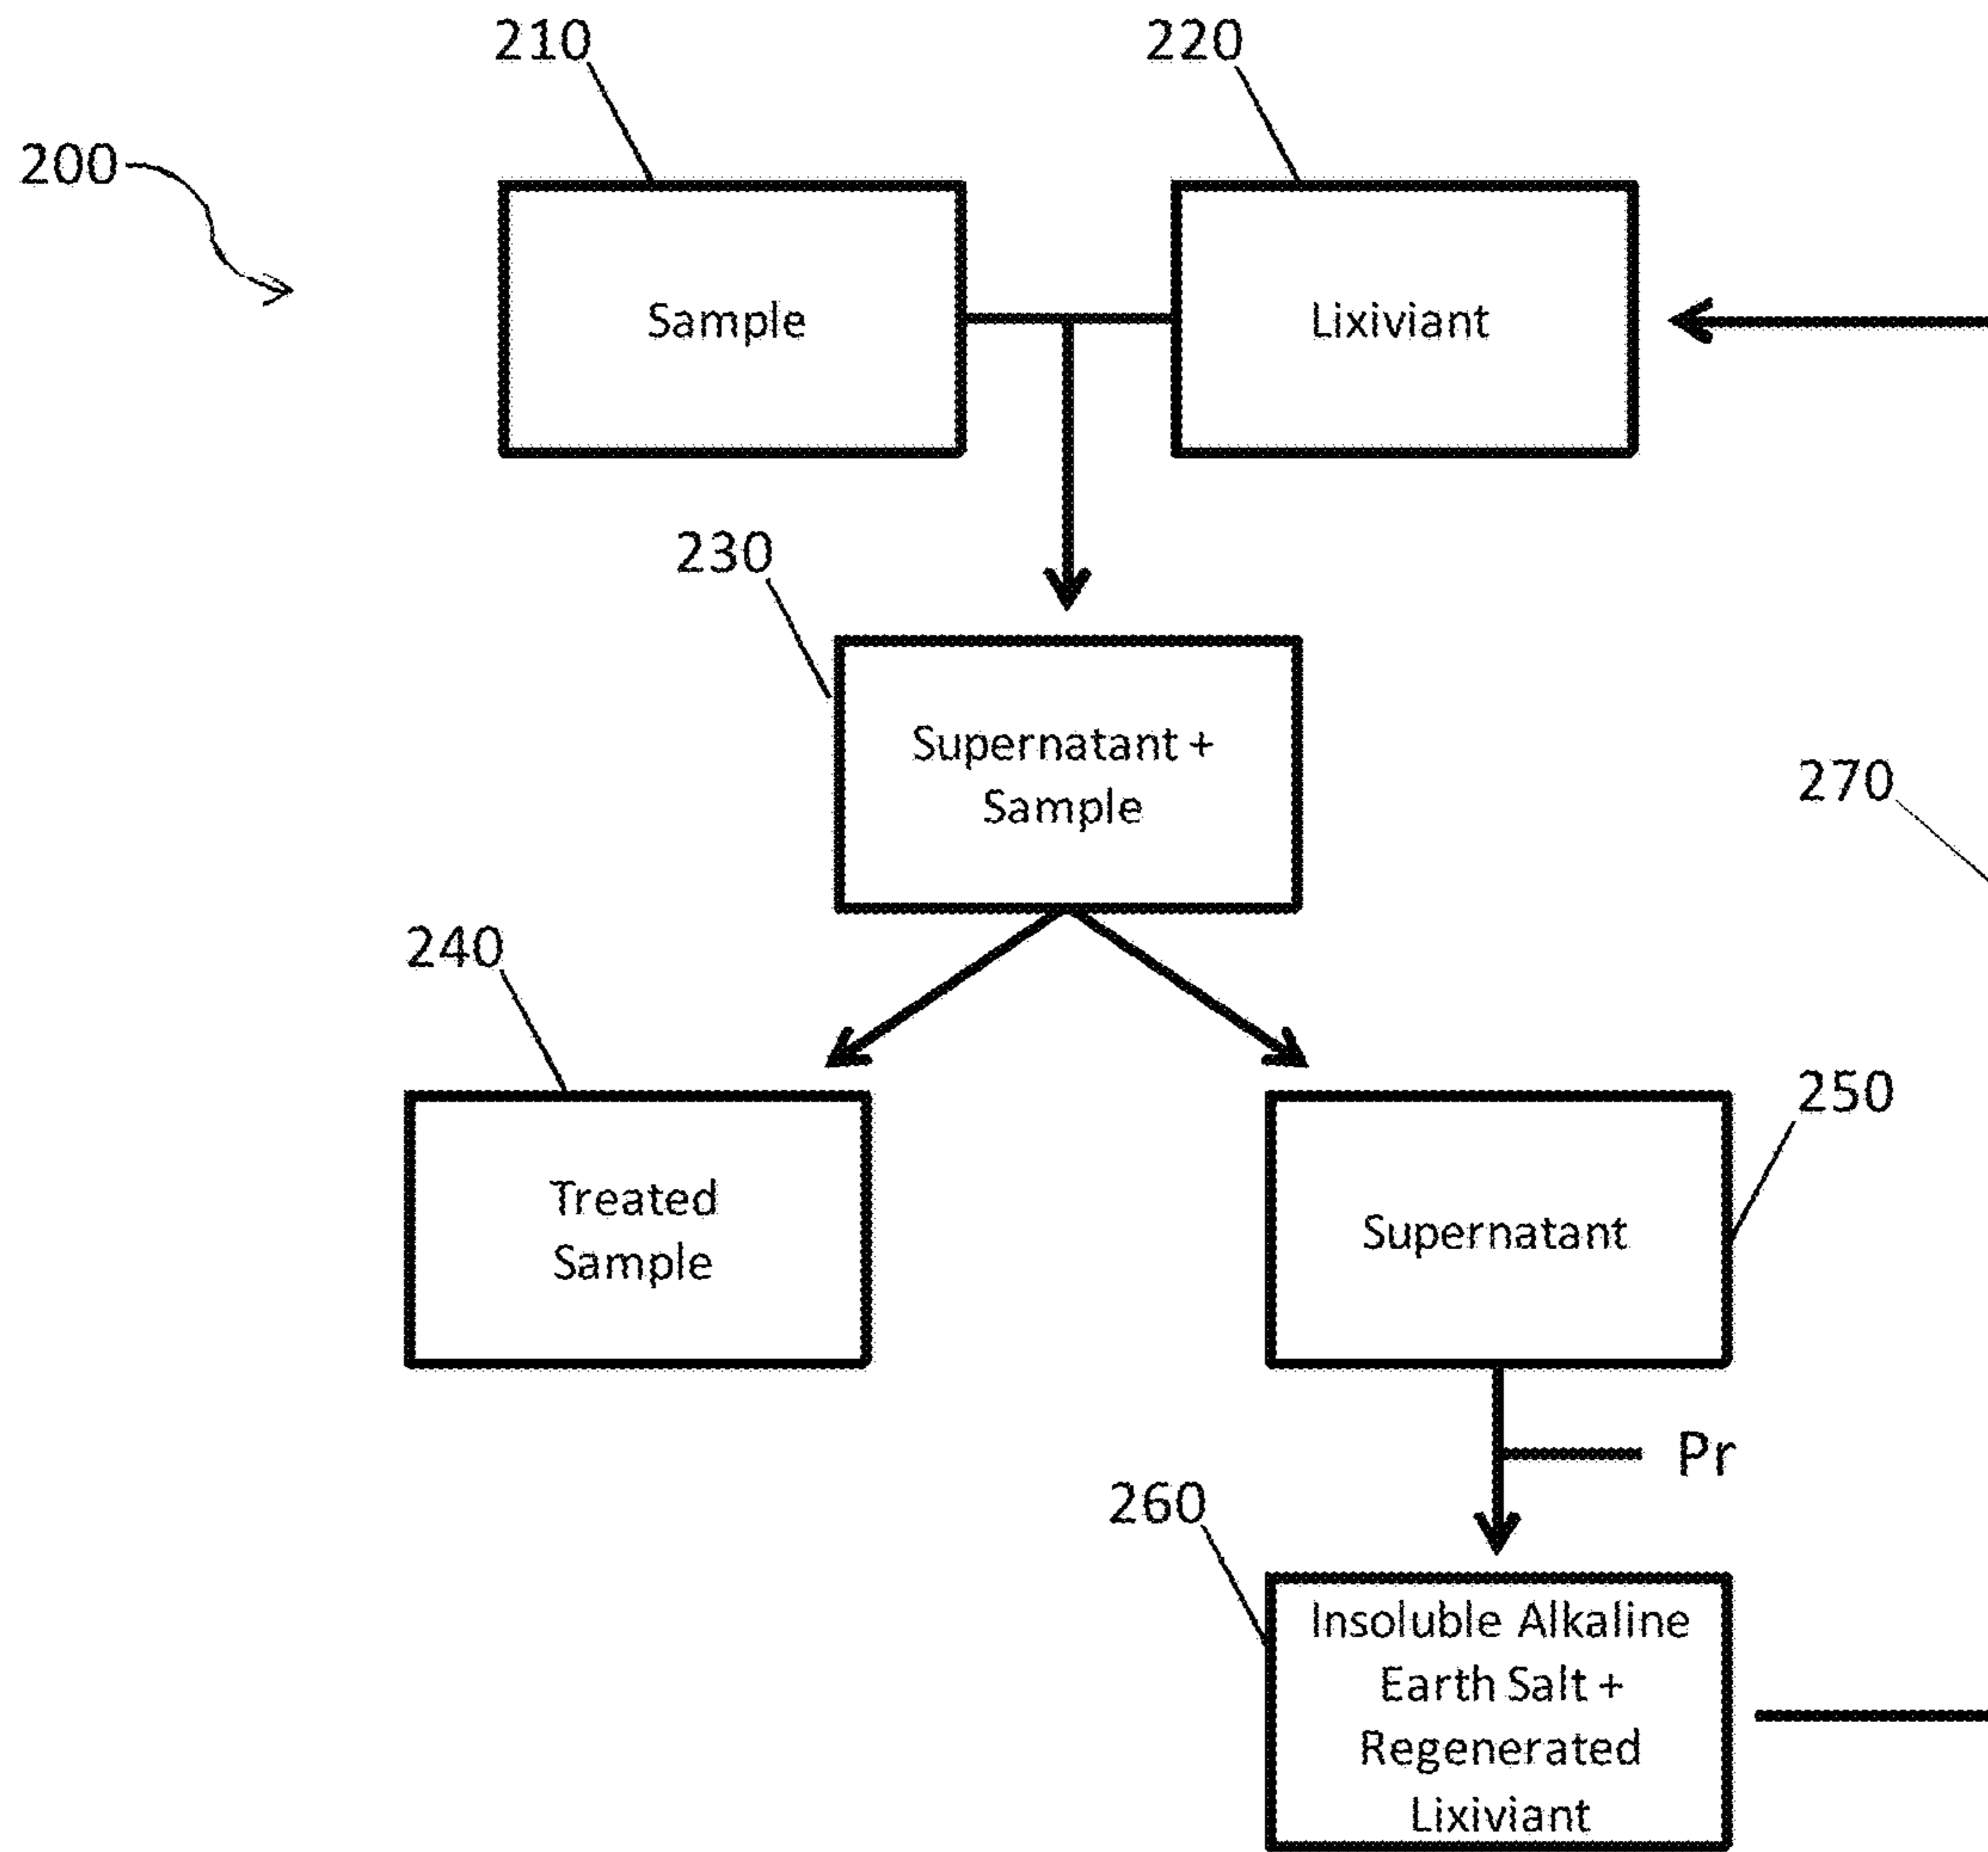 210
220
200
Sample
Lixiviant
230
Supernatant +
Sample
270
240
250
Treated
Sample
Supernatant
Pr
260
Insoluble Alkaline
Earth Salt +
Regenerated
Lixiviant